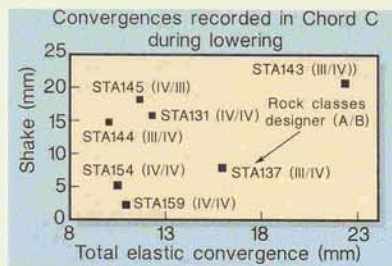 Convergences recorded in Chord C
during lowering
25
20
15
10
5
0
Shake (mm)
STA143 (III/IV))
STA145 (IV/III)
STA131 (IV/IV)
STA144 (III/IV)
Rock classes
designer (A/B)
STA154 (IV/IV)
STA137 (III/IV)
STA159 (IV/IV)
8
13
18
23
Total elastic convergence (mm)